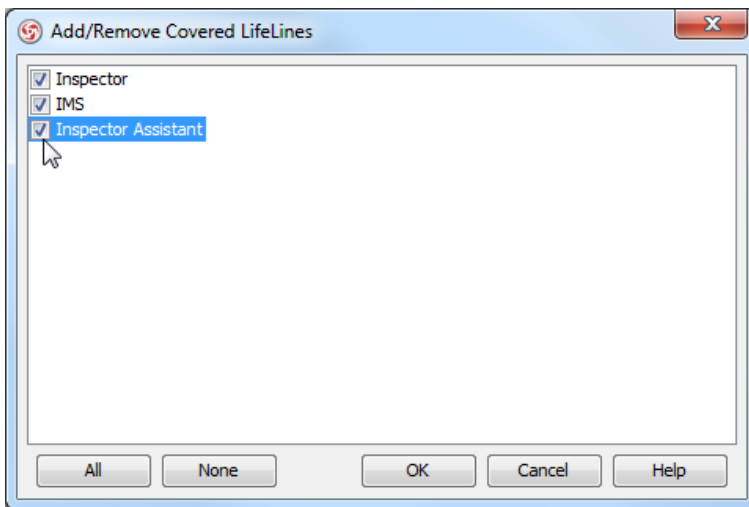 Add/Remove Covered LifeLines
Inspector
IMS
Inspector Assistant
All None OK Cancel Help